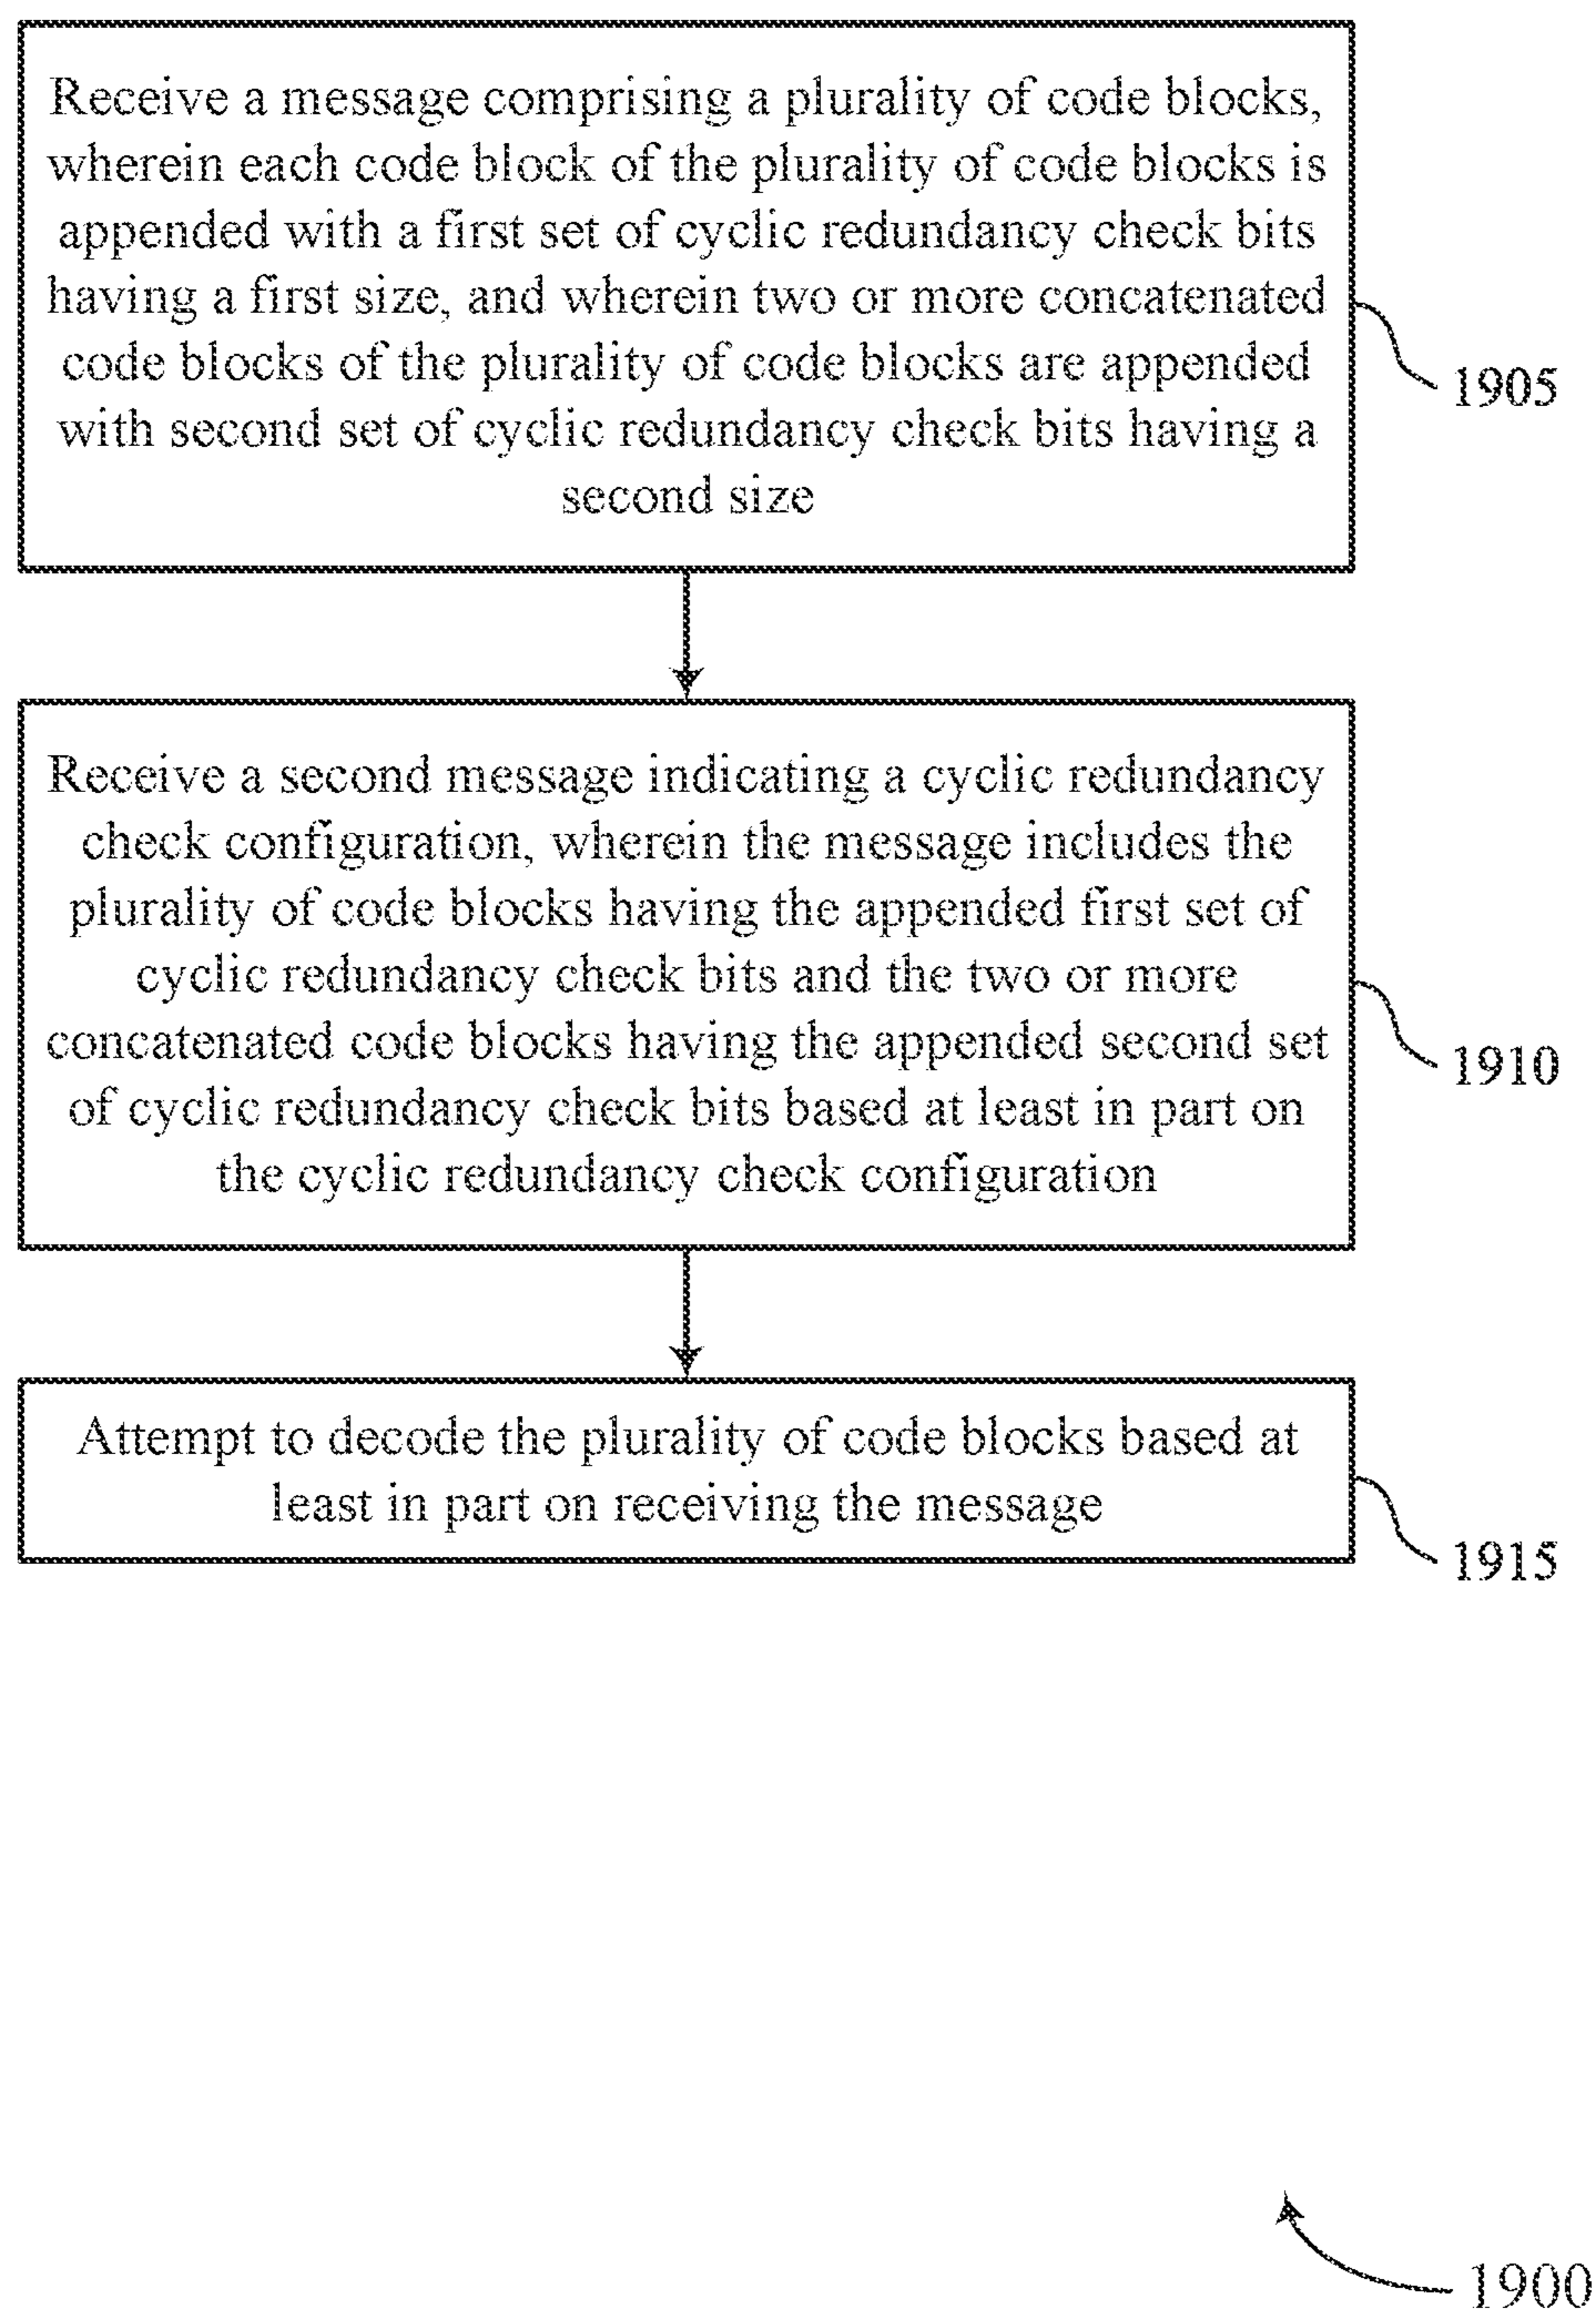 Receive a message comprising a plurality of code blocks,
wherein each code block of the plurality of code blocks is
appended with a first set of cyclic redundancy check bits
having a first size, and wherein two or more concatenated
code blocks of the plurality of code blocks are appended
with second set of cyclic redundancy check bits having a
second size
1905
Receive a second message indicating a cyclic redundancy
check configuration, wherein the message includes the
plurality of code blocks having the appended first set of
cyclic redundancy check bits and the two or more
concatenated code blocks having the appended second set
of cyclic redundancy check bits based at least in part on
the cyclic redundancy check configuration
1910
Attempt to decode the plurality of code blocks based at
least in part on receiving the message
1915
1900